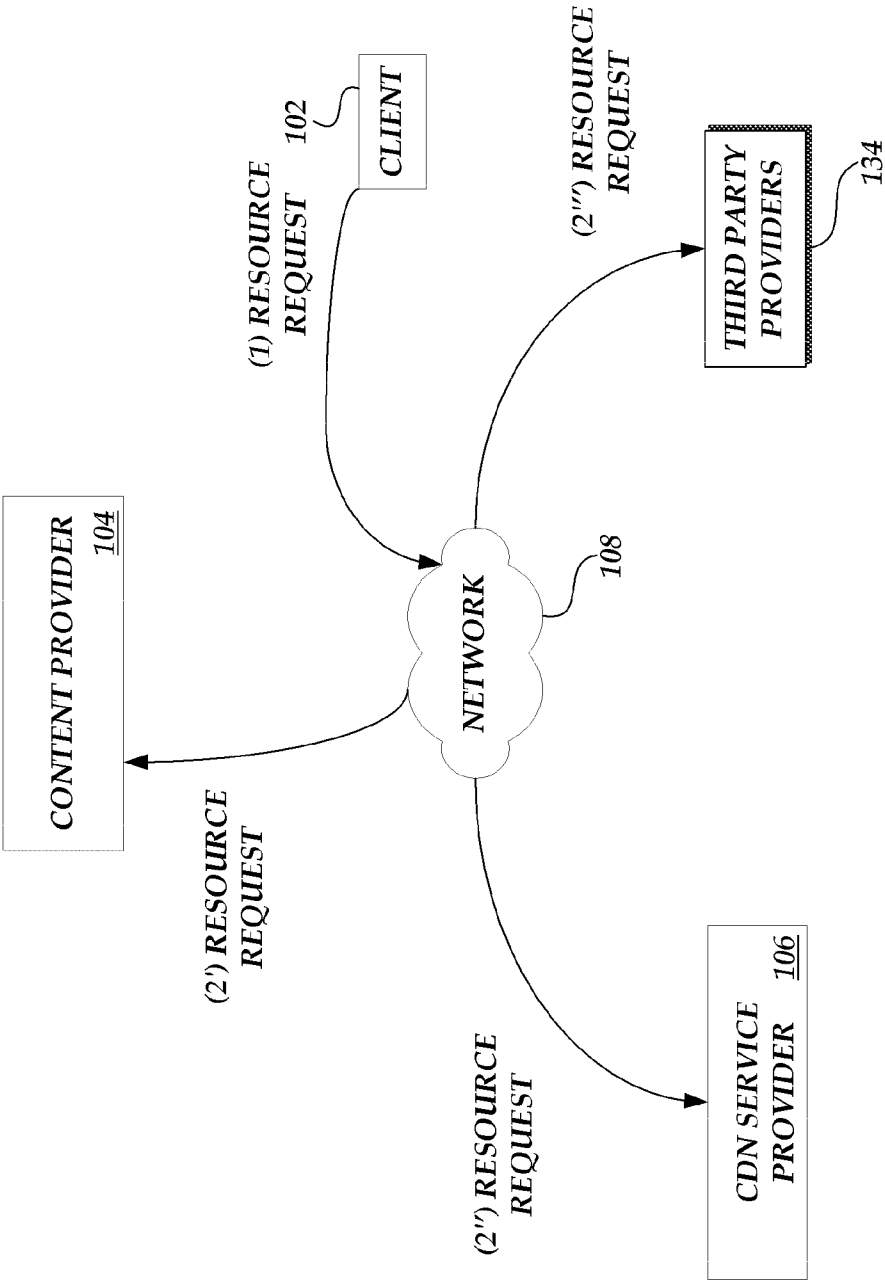 CONTENT PROVIDER
104
(1) RESOURCE
REQUEST
102
CLIENT
(2') RESOURCE
REQUEST
NETWORK
108
(2'') RESOURCE
REQUEST
(2''') RESOURCE
REQUEST
CDN SERVICE
PROVIDER
106
THIRD PARTY
PROVIDERS
134